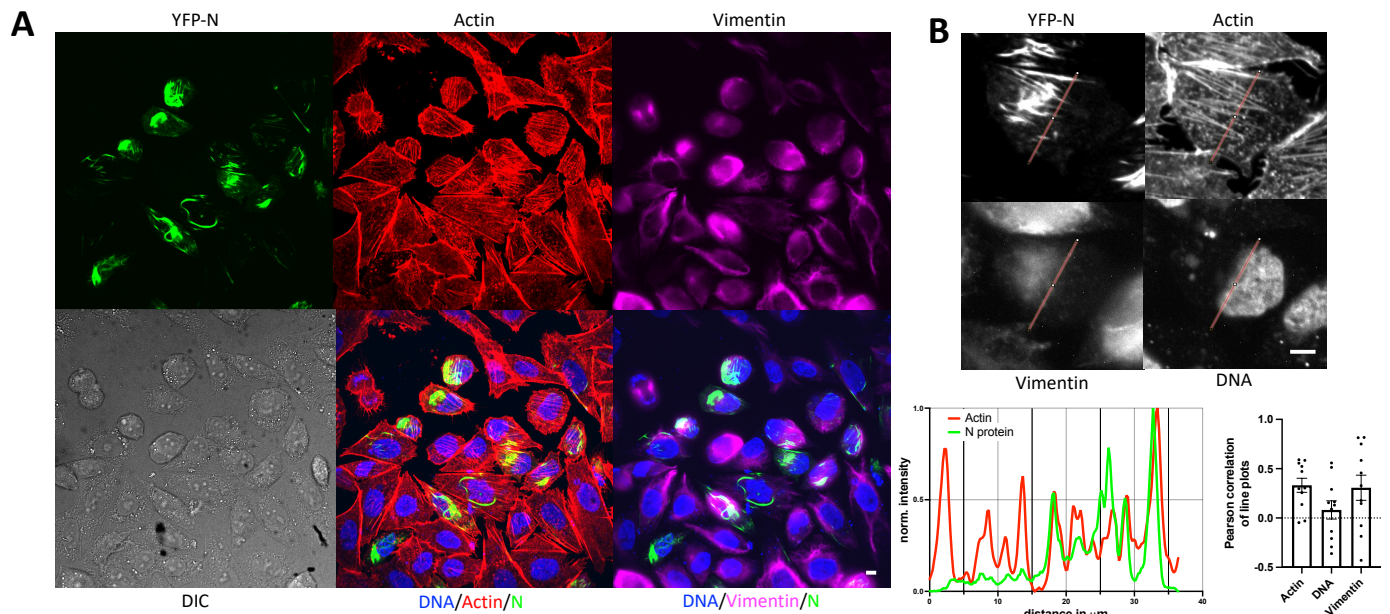 A
YFP-N
Actin
Vimentin
DIC
DNA/Actin/N
DNA/Vimentin/N
B
YFP-N
Actin
Vimentin
DNA
Actin
N protein
norm. intensity
1.0
0.5
0.0
0
10
20
30
40
distance in μm
Pearson correlation
of line plots
1.0
0.5
0.0
-0.5
Actin
DNA
Vimentin